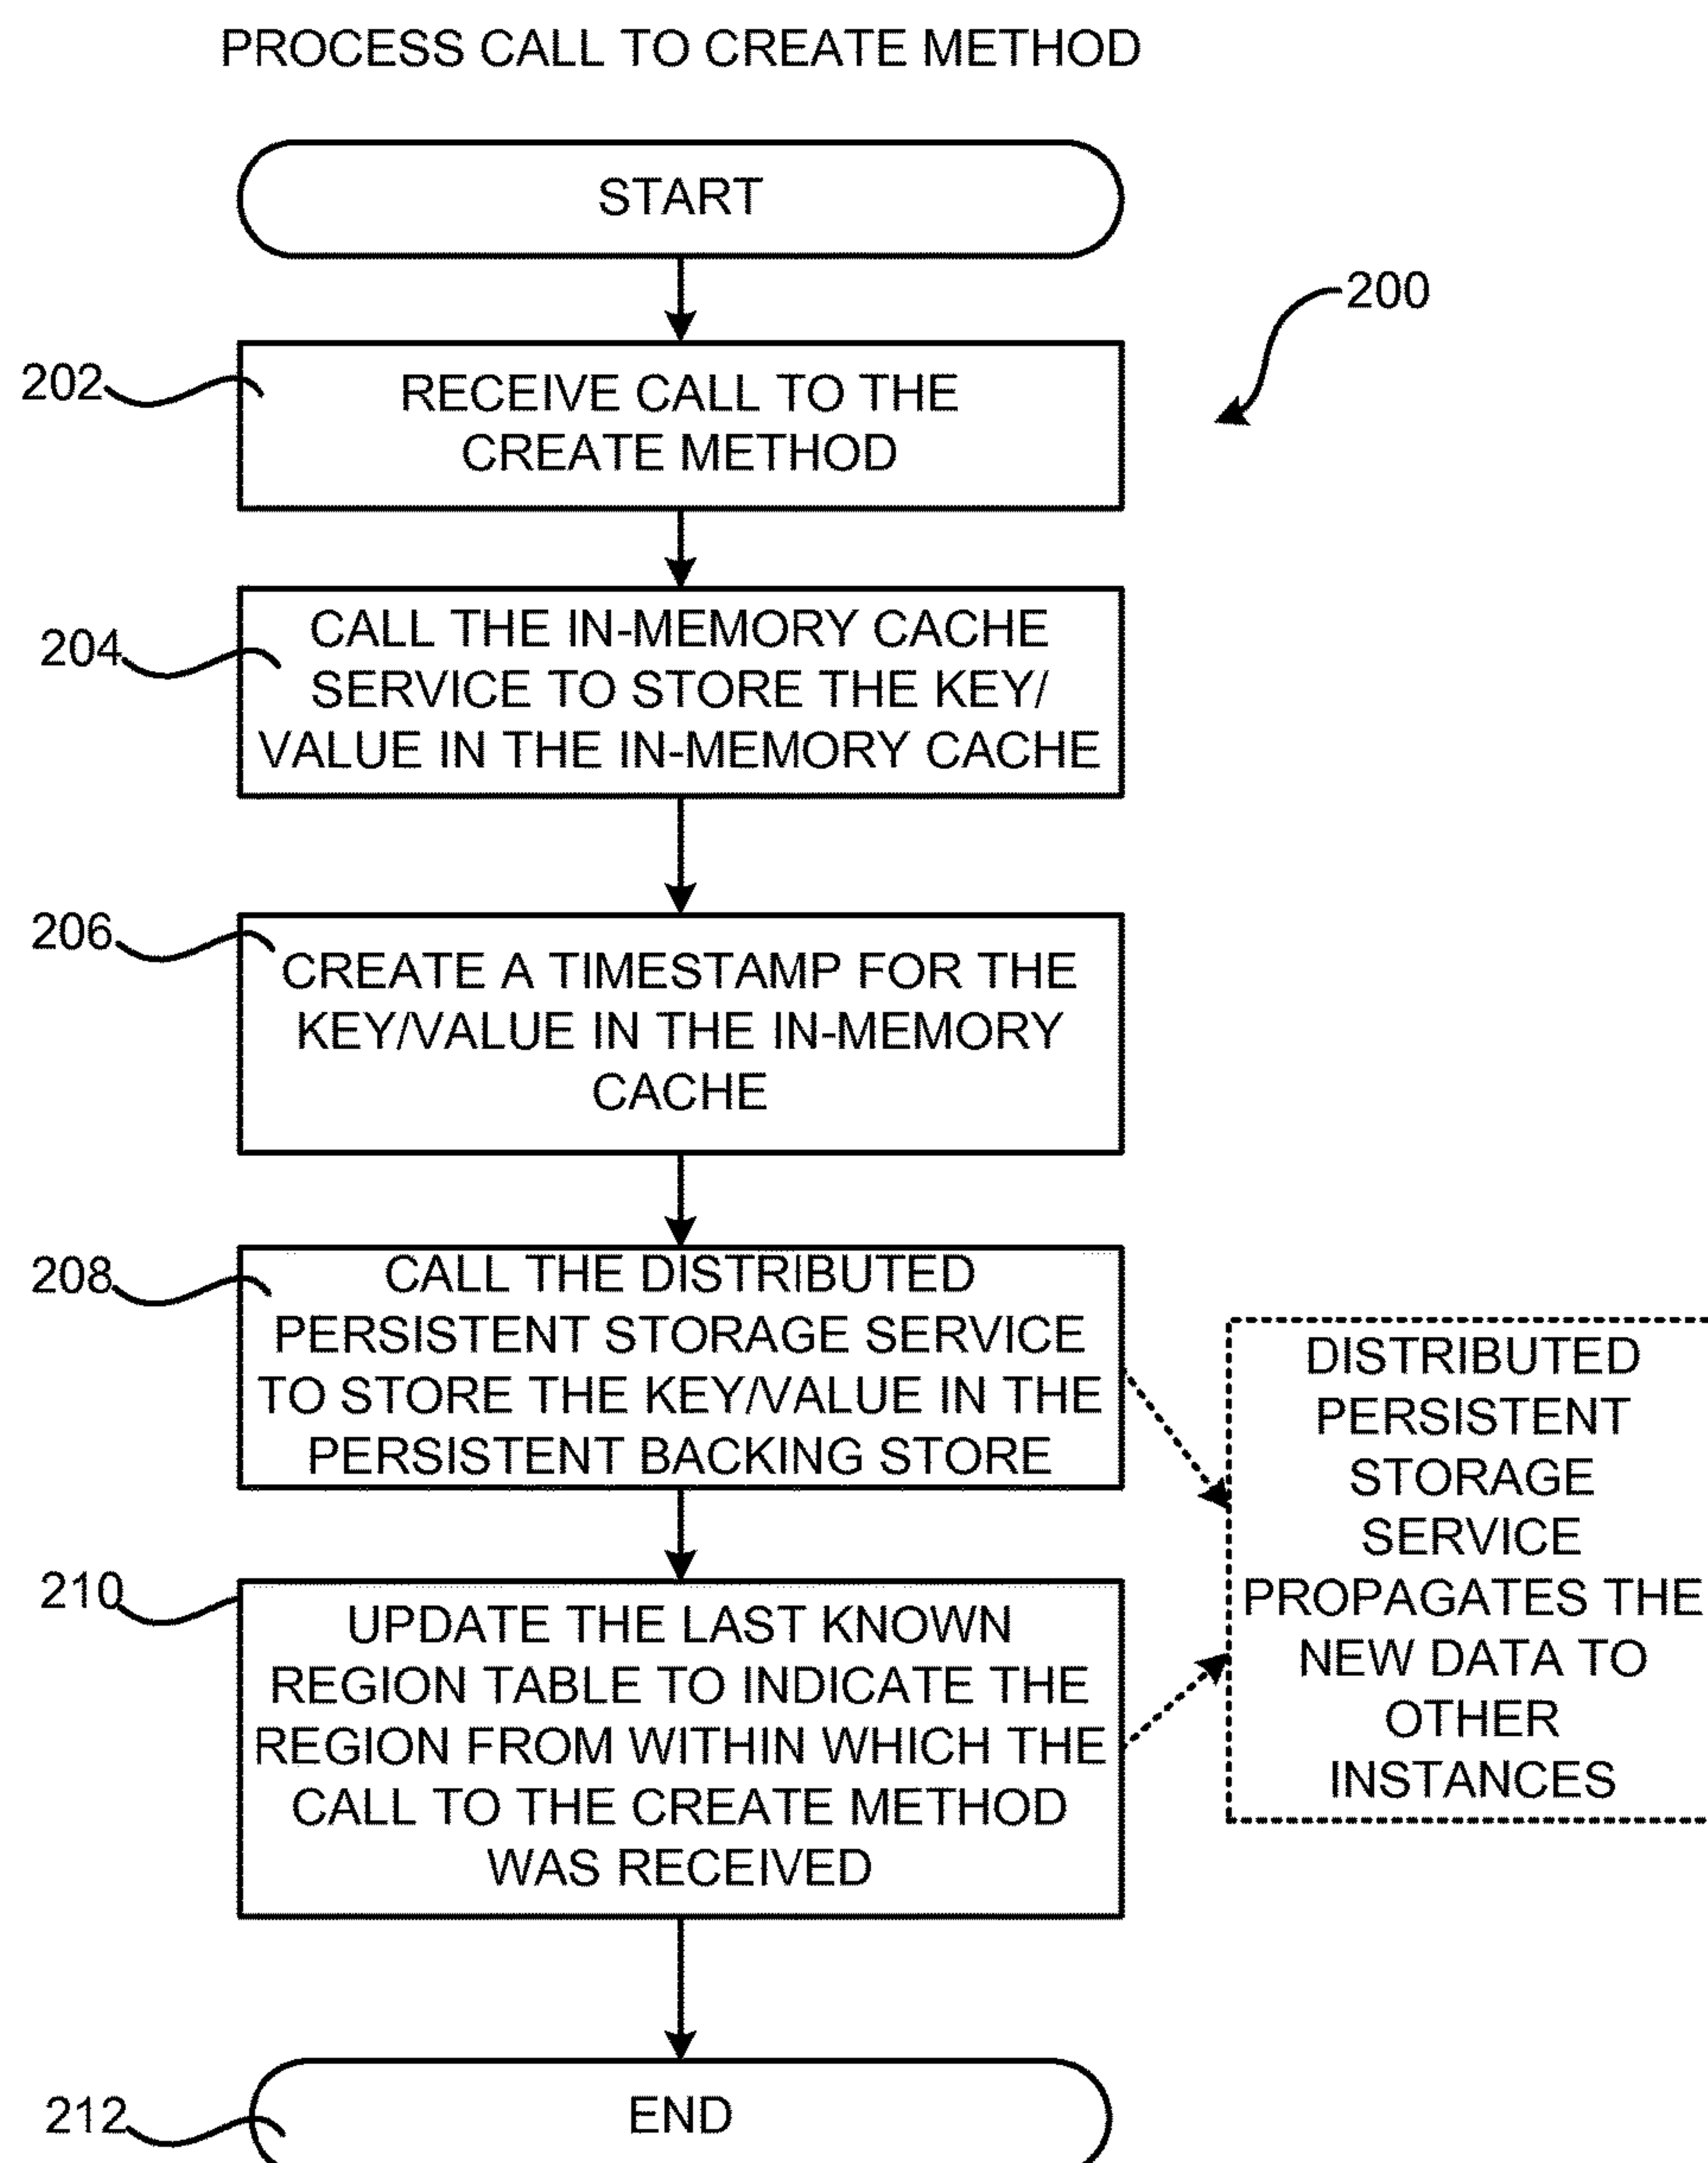 PROCESS CALL TO CREATE METHOD
START
200
202
RECEIVE CALL TO THE
CREATE METHOD
204
CALL THE IN-MEMORY CACHE
SERVICE TO STORE THE KEY/
VALUE IN THE IN-MEMORY CACHE
206
CREATE A TIMESTAMP FOR THE
KEY/VALUE IN THE IN-MEMORY
CACHE
208
CALL THE DISTRIBUTED
PERSISTENT STORAGE SERVICE
TO STORE THE KEY/VALUE IN THE
PERSISTENT BACKING STORE
DISTRIBUTED
PERSISTENT
STORAGE
SERVICE
PROPAGATES THE
NEW DATA TO
OTHER
INSTANCES
210
UPDATE THE LAST KNOWN
REGION TABLE TO INDICATE THE
REGION FROM WITHIN WHICH THE
CALL TO THE CREATE METHOD
WAS RECEIVED
212
END